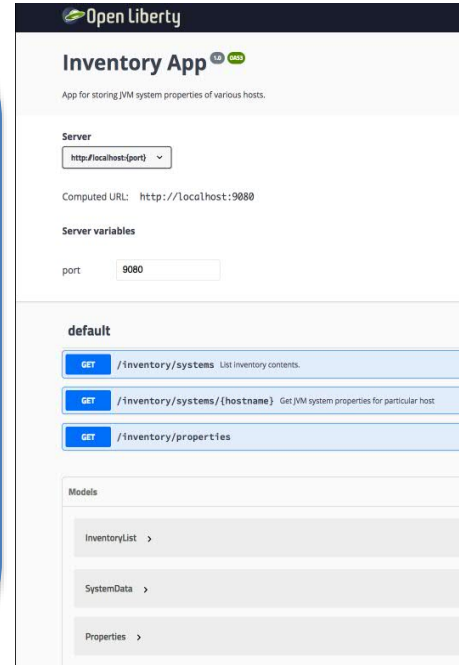 Open Liberty
Inventory App 1.0 OAS3
App for storing JVM system properties of various hosts.
Server
http://localhost:{port}
Computed URL: http://localhost:9080
Server variables
port 9080
default
GET /inventory/systems List inventory contents.
GET /inventory/systems/{hostname} Get JVM system properties for particular host
GET /inventory/properties
Models
InventoryList >
SystemData >
Properties >